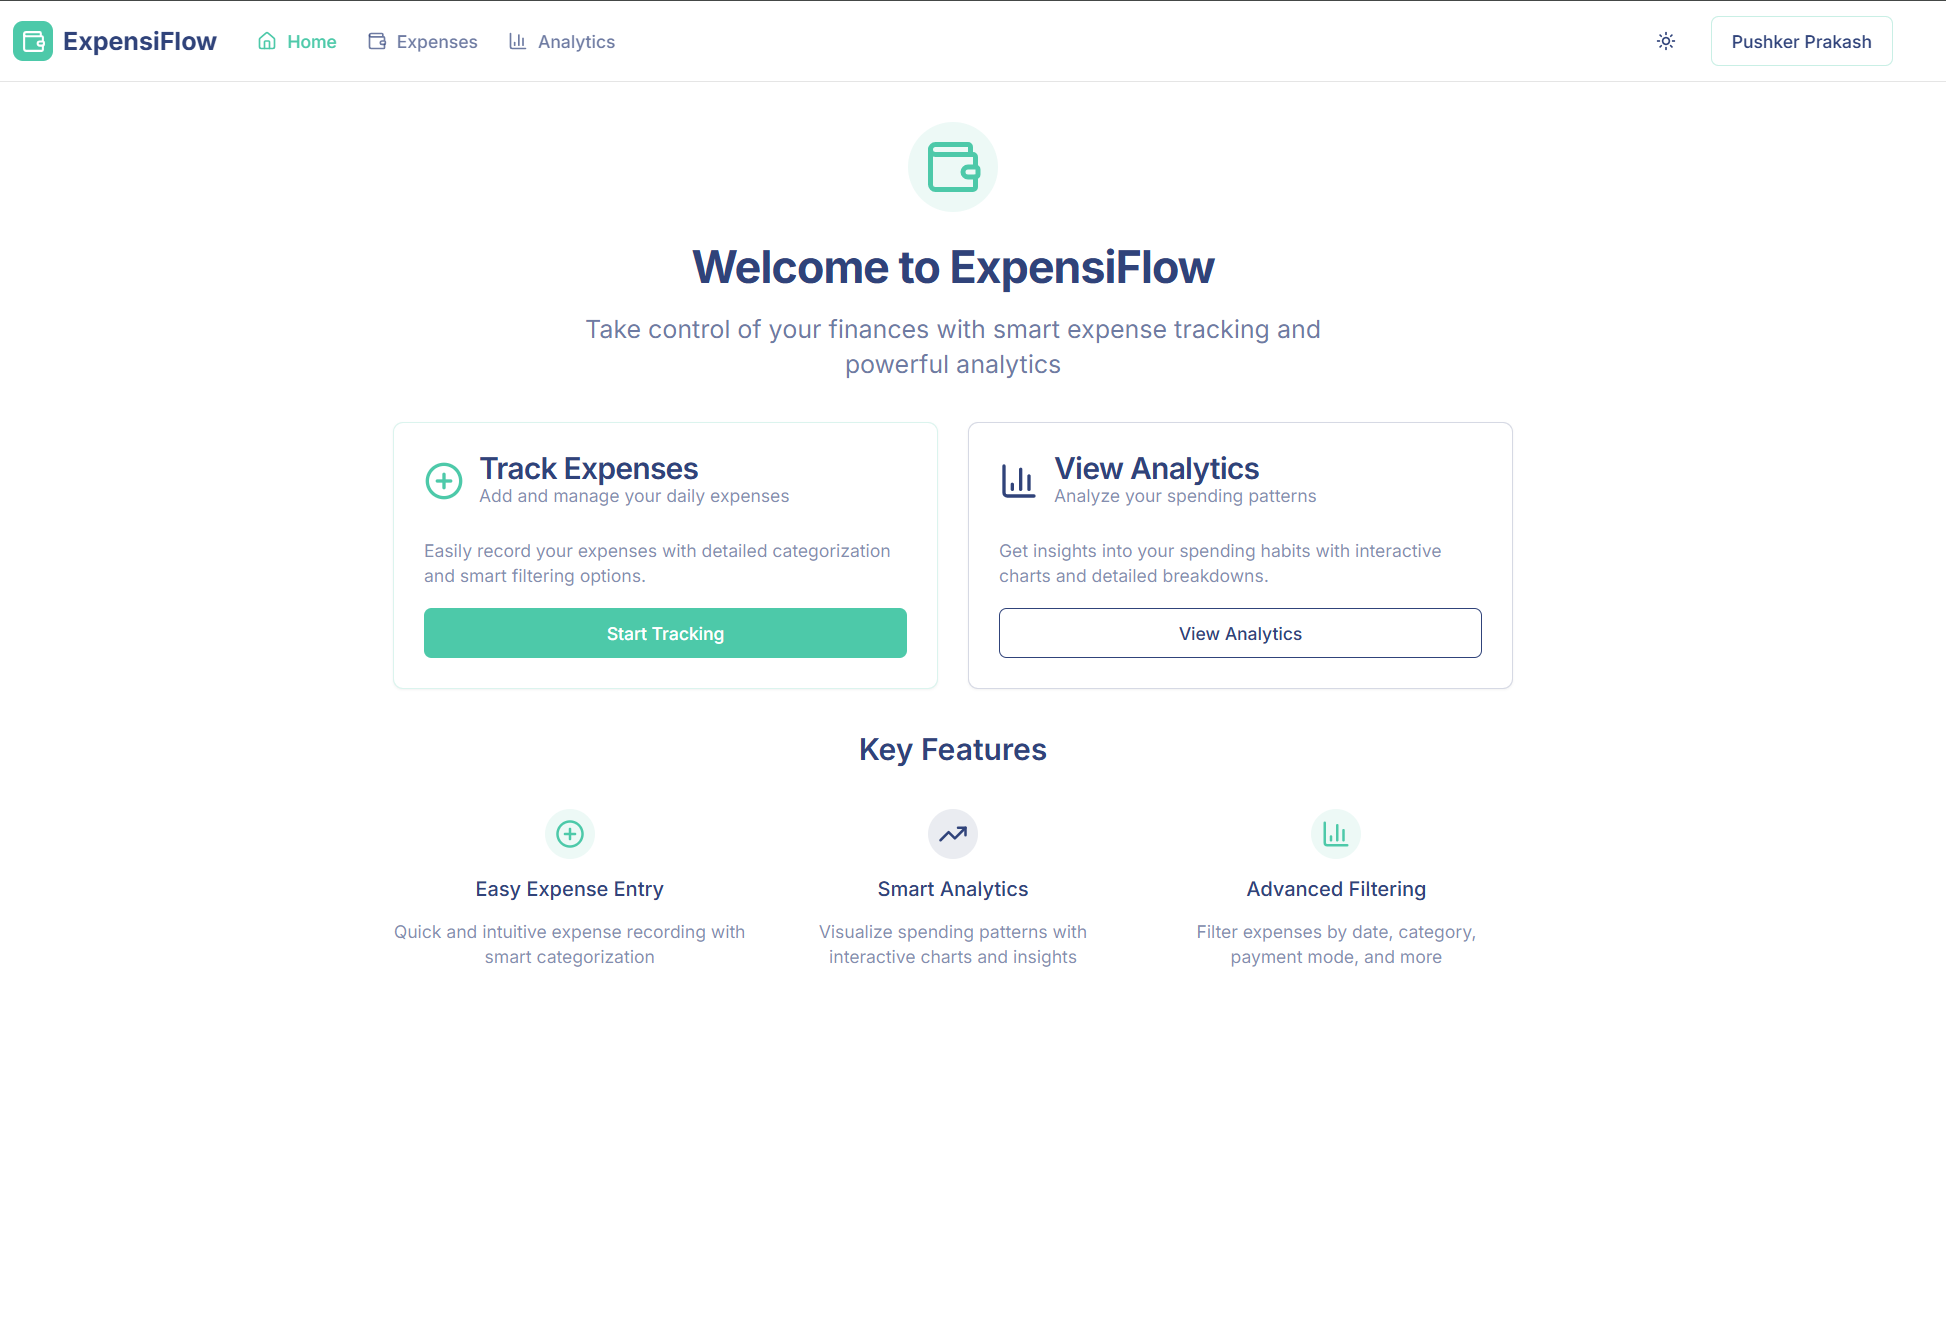 ExpensiFlow
Home
Expenses
Analytics
Pushker Prakash
Welcome to ExpensiFlow
Take control of your finances with smart expense tracking and
powerful analytics
Track Expenses
Add and manage your daily expenses
Easily record your expenses with detailed categorization
and smart filtering options.
Start Tracking
View Analytics
Analyze your spending patterns
Get insights into your spending habits with interactive
charts and detailed breakdowns.
View Analytics
Key Features
Easy Expense Entry
Quick and intuitive expense recording with
smart categorization
Smart Analytics
Visualize spending patterns with
interactive charts and insights
Advanced Filtering
Filter expenses by date, category,
payment mode, and more